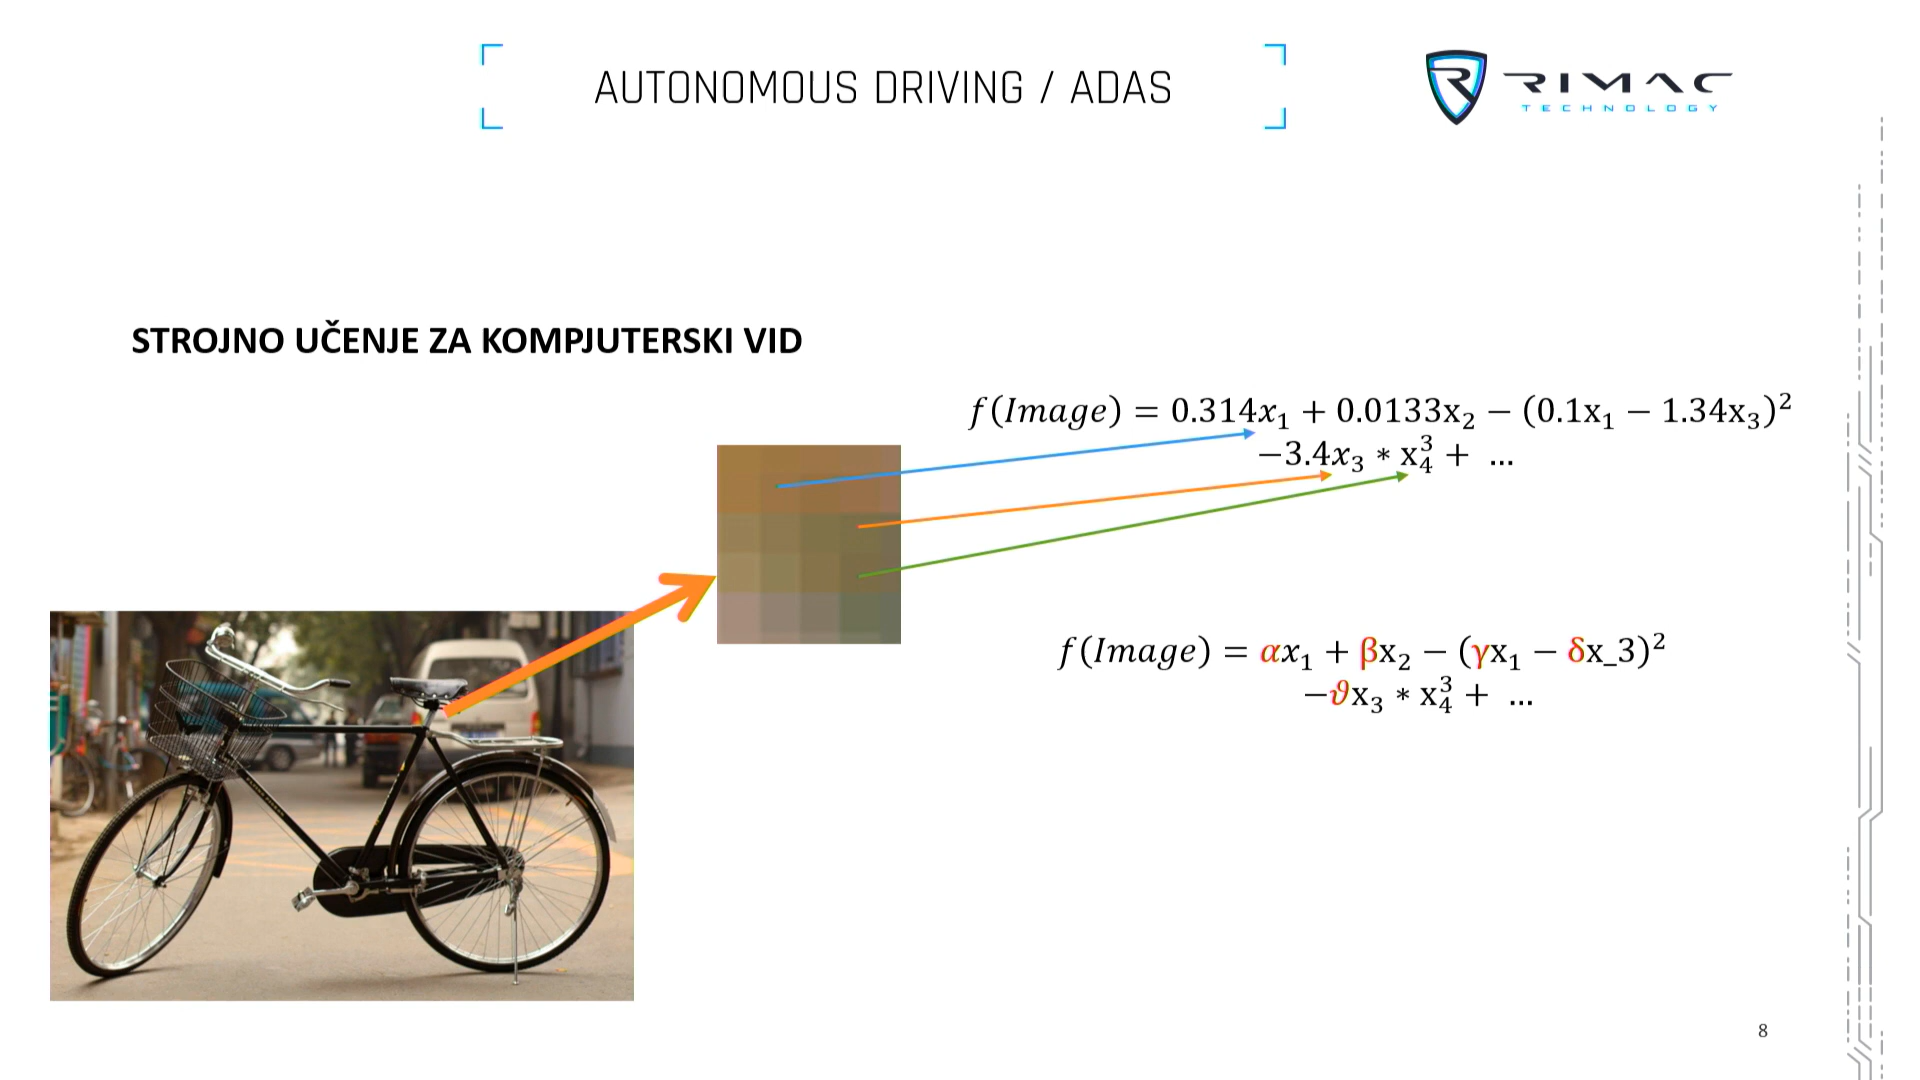 AUTONOMOUS DRIVING / ADAS
RIMAC
TECHNOLOGY
STROJNO UČENJE ZA KOMPJUTERSKI VID
f(Image) = 0.314x₁ + 0.0133x₂ − (0.1x₁ − 1.34x₃)²
−3.4x₃ ∗ x₄³ + ...
f(Image) = αx₁ + βx₂ − (γx₁ − δx_3)²
−ϑx₃ ∗ x₄³ + ...
8